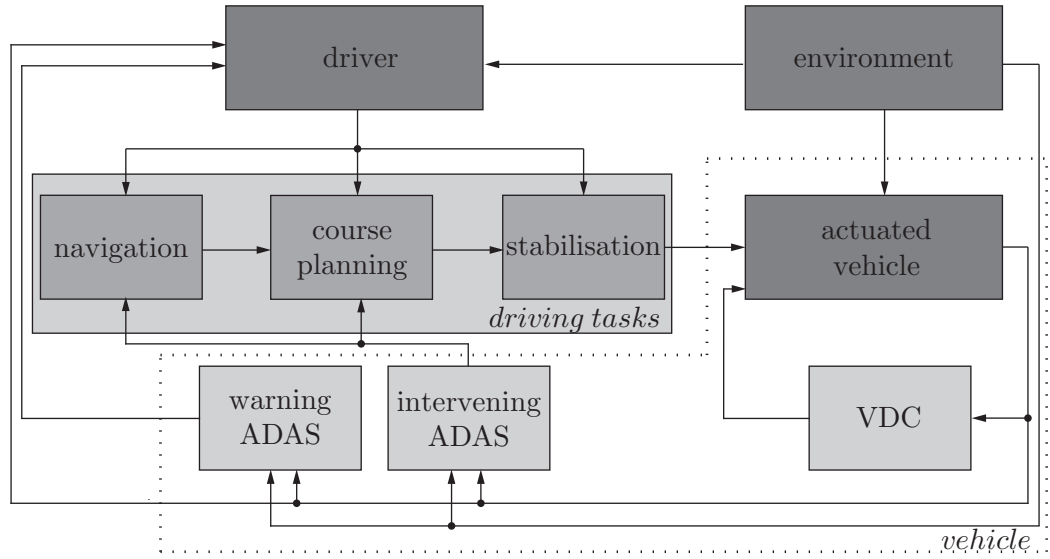 driver
environment
navigation
course
planning
stabilisation
actuated
vehicle
driving tasks
warning
ADAS
intervening
ADAS
VDC
vehicle